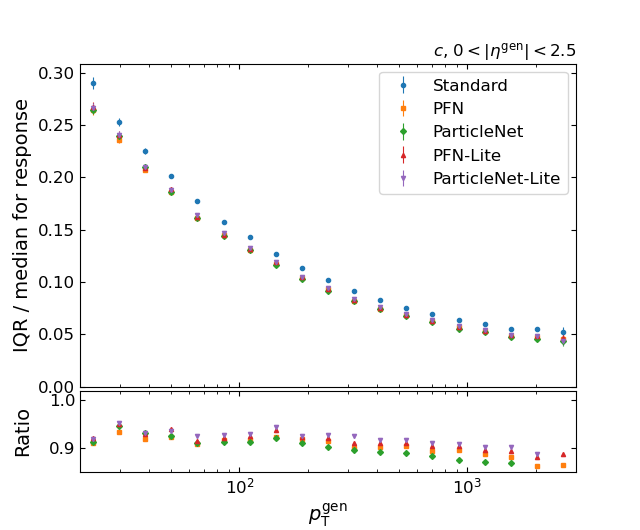 c, 0 < |η^gen| < 2.5
IQR / median for response
0.30
0.25
0.20
0.15
0.10
0.05
0.00
Standard
PFN
ParticleNet
PFN-Lite
ParticleNet-Lite
Ratio
1.0
0.9
10^2
10^3
p_T^gen